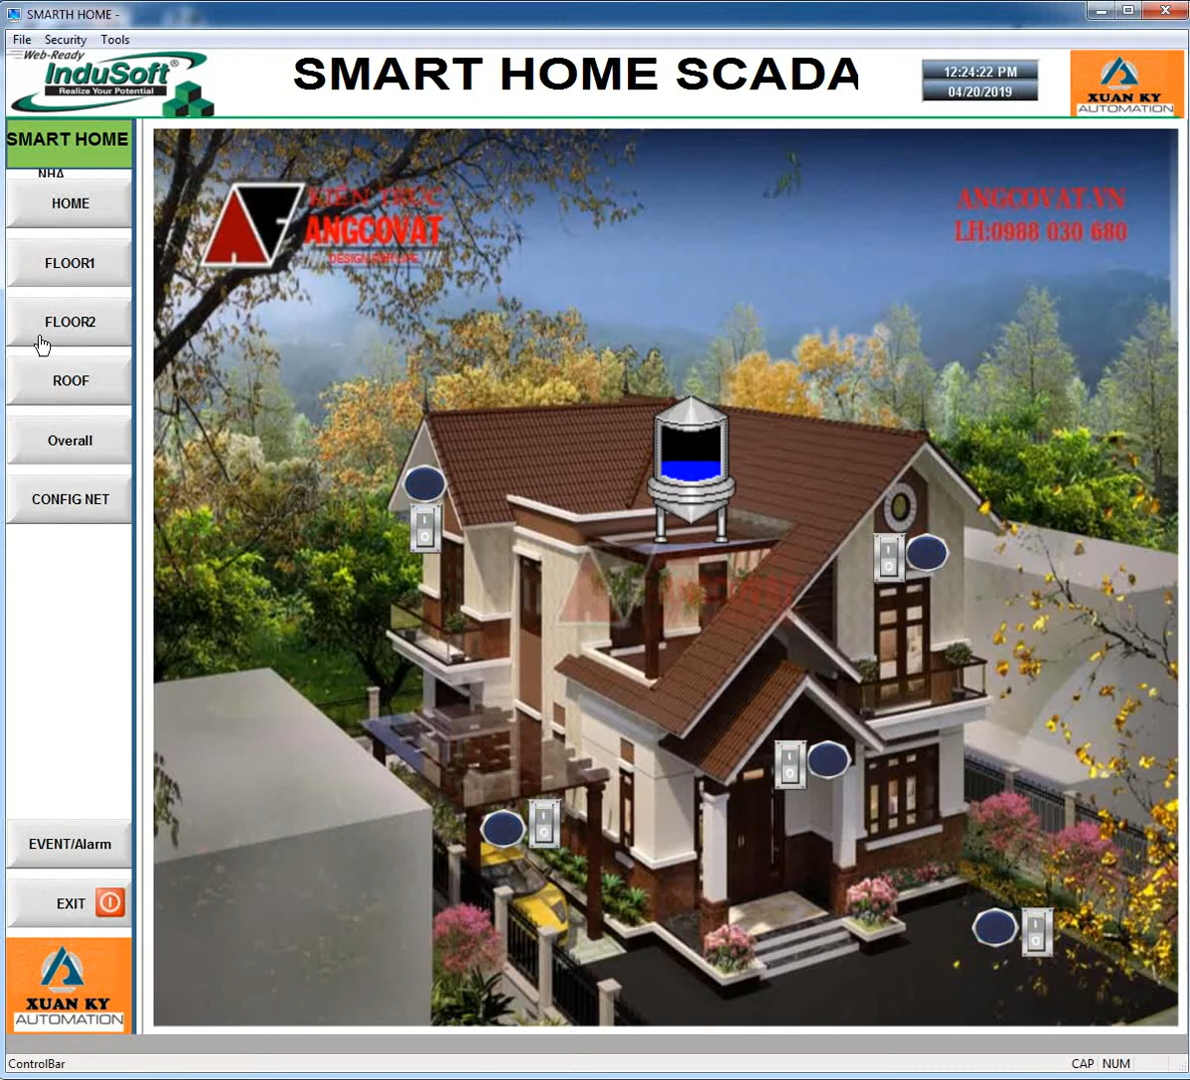 SMARTH HOME -
File Security Tools
Web-Ready
InduSoft®
Realize Your Potential
SMART HOME SCADA
12:24:22 PM
04/20/2019
XUAN KY
AUTOMATION
SMART HOME
NHA
HOME
FLOOR1
FLOOR2
ROOF
Overall
CONFIG NET
EVENT/Alarm
EXIT
XUAN KY
AUTOMATION
KIẾN TRÚC
ANGCOVAT
ANGCOVAT.VN
LH:0988 030 680
ControlBar
CAP NUM